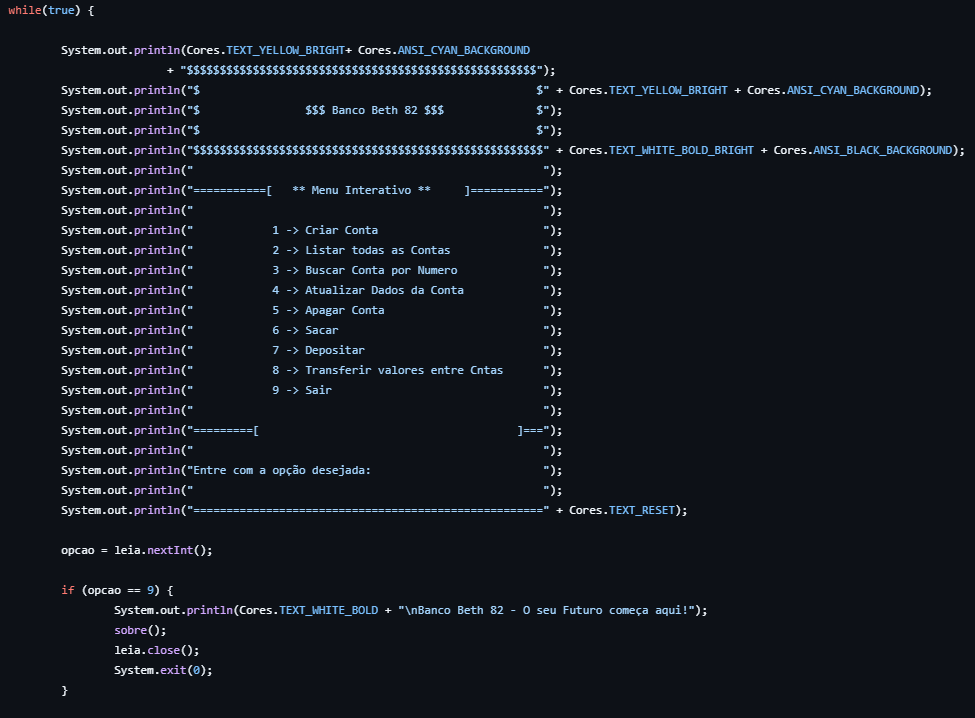 while(true) {
System.out.println(Cores.TEXT_YELLOW_BRIGHT+ Cores.ANSI_CYAN_BACKGROUND
+ "$$$$$$$$$$$$$$$$$$$$$$$$$$$$$$$$$$$$$$$$$$$$$$$$$$$$$");
System.out.println("$                                                   $" + Cores.TEXT_YELLOW_BRIGHT + Cores.ANSI_CYAN_BACKGROUND);
System.out.println("$                $$$ Banco Beth 82 $$$              $");
System.out.println("$                                                   $");
System.out.println("$$$$$$$$$$$$$$$$$$$$$$$$$$$$$$$$$$$$$$$$$$$$$$$$$$$$$" + Cores.TEXT_WHITE_BOLD_BRIGHT + Cores.ANSI_BLACK_BACKGROUND);
System.out.println("                                                     ");
System.out.println("===========[   ** Menu Interativo **     ]===========");
System.out.println("                                                     ");
System.out.println("            1 -> Criar Conta                         ");
System.out.println("            2 -> Listar todas as Contas              ");
System.out.println("            3 -> Buscar Conta por Numero             ");
System.out.println("            4 -> Atualizar Dados da Conta            ");
System.out.println("            5 -> Apagar Conta                        ");
System.out.println("            6 -> Sacar                               ");
System.out.println("            7 -> Depositar                           ");
System.out.println("            8 -> Transferir valores entre Cntas      ");
System.out.println("            9 -> Sair                                ");
System.out.println("                                                     ");
System.out.println("=========[                                       ]===");
System.out.println("                                                     ");
System.out.println("Entre com a opção desejada:                          ");
System.out.println("                                                     ");
System.out.println("=====================================================" + Cores.TEXT_RESET);
opcao = leia.nextInt();
if (opcao == 9) {
System.out.println(Cores.TEXT_WHITE_BOLD + "\nBanco Beth 82 - O seu Futuro começa aqui!");
sobre();
leia.close();
System.exit(0);
}